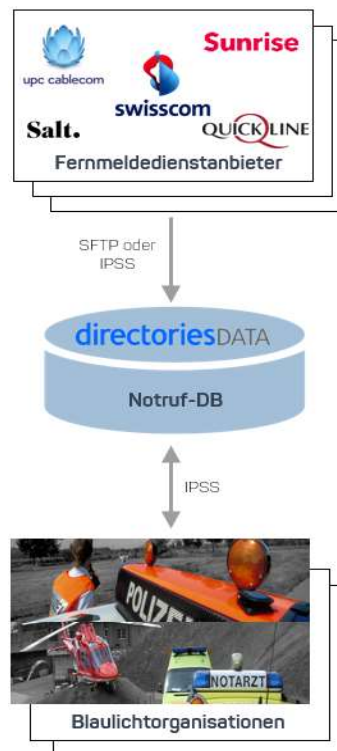 Sunrise
upc cablecom
swisscom
Salt.
QUICKLINE
Fernmeldedienstanbieter
SFTP oder
IPSS
directoriesDATA
Notruf-DB
IPSS
POLIZEI
NOTARZT
Blaulichtorganisationen